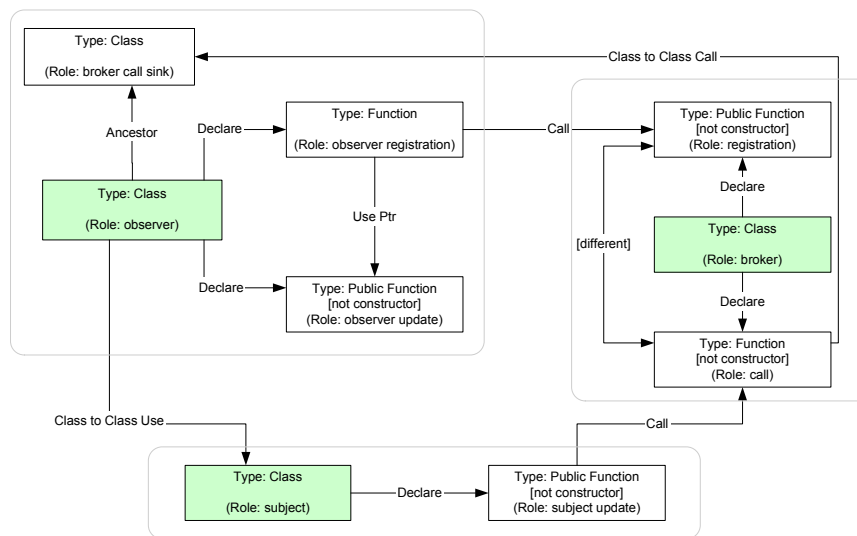 Type: Class
(Role: broker call sink)
Class to Class Call
Ancestor
Declare
Type: Function
(Role: observer registration)
Call
Type: Public Function
[not constructor]
(Role: registration)
Type: Class
(Role: observer)
Use Ptr
Declare
[different]
Type: Class
(Role: broker)
Declare
Type: Public Function
[not constructor]
(Role: observer update)
Declare
Type: Function
[not constructor]
(Role: call)
Class to Class Use
Call
Type: Class
(Role: subject)
Declare
Type: Public Function
[not constructor]
(Role: subject update)